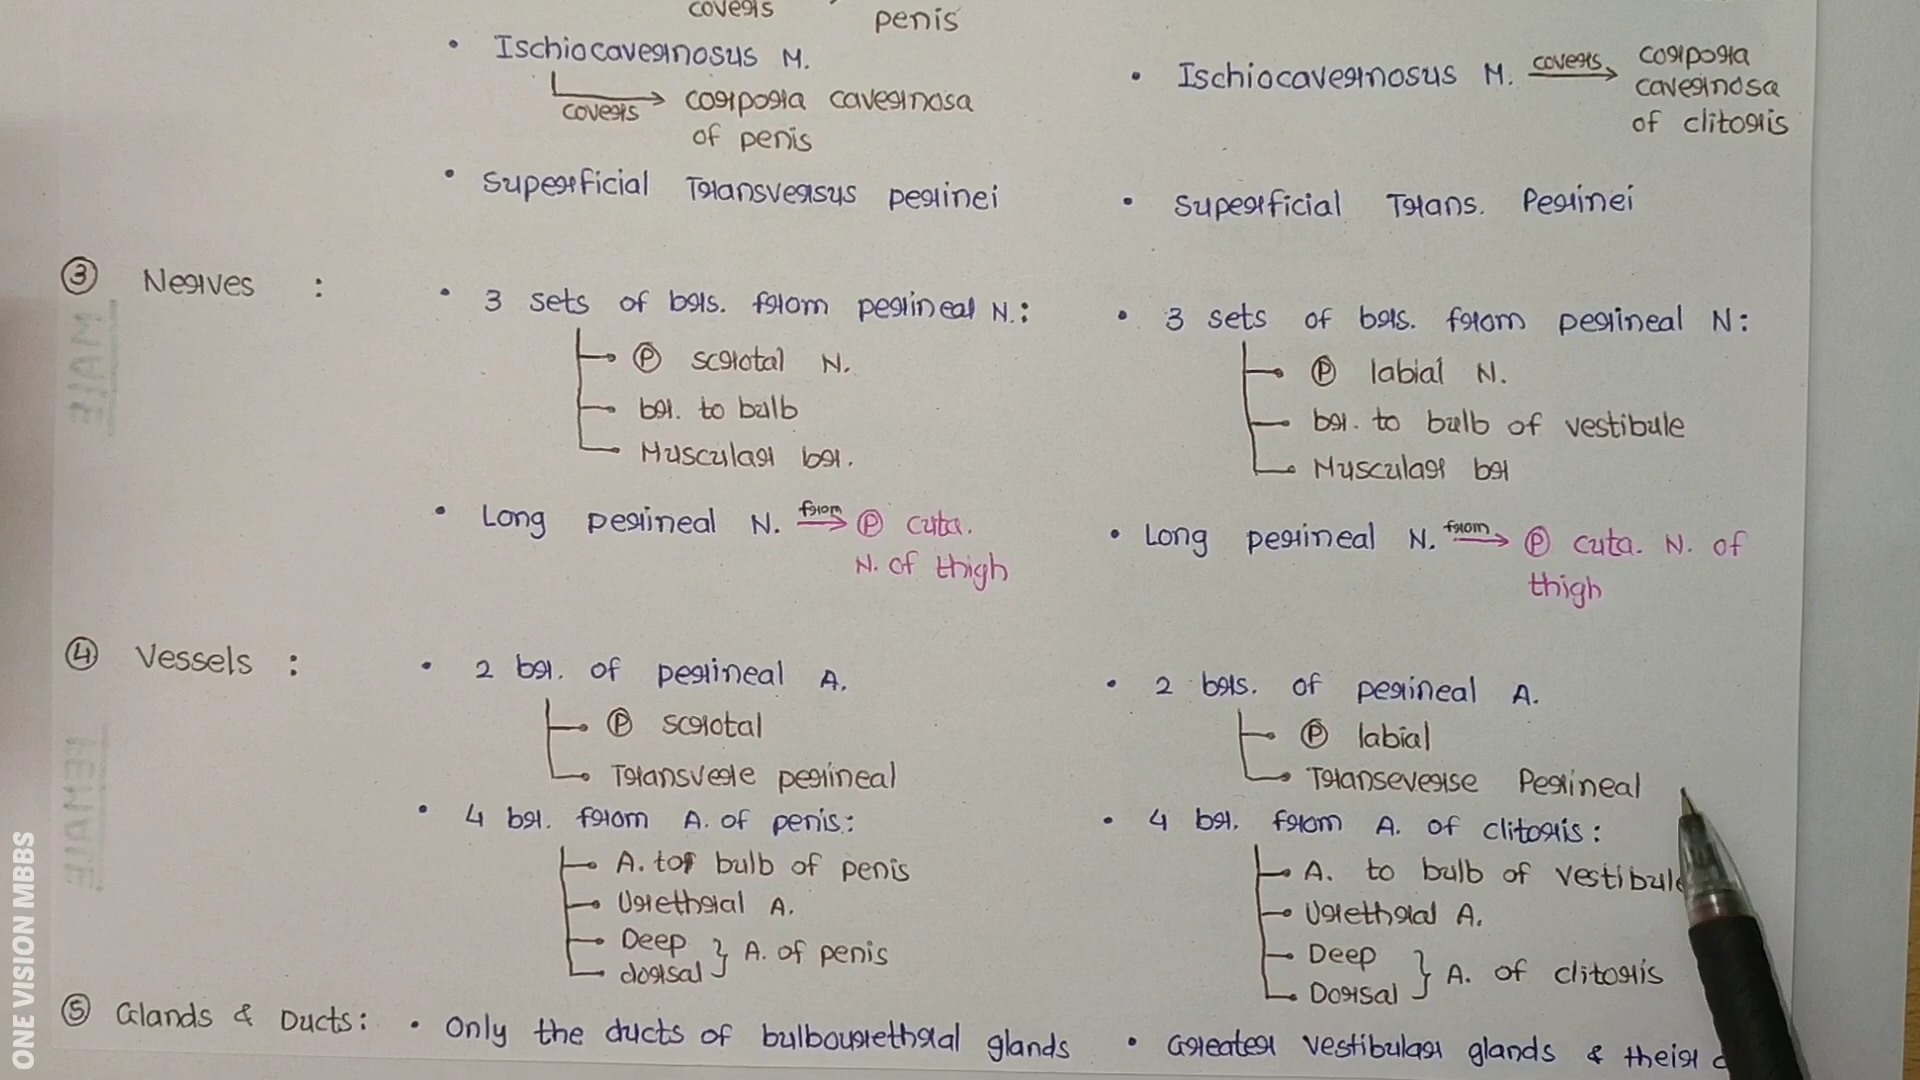 covers penis
• Ischiocavernosus M.
covers → corpora cavernosa
of penis
• Superficial Transversus perinei
• Ischiocavernosus M. covers → corpora
cavernosa
of clitoris
• Superficial Trans. Perinei
③ Nerves :
• 3 sets of brs. from perineal N.:
Ⓟ scrotal N.
br. to bulb
Muscular br.
• Long perineal N. from → Ⓟ cuta.
N. of thigh
• 3 sets of brs. from perineal N:
Ⓟ labial N.
br. to bulb of vestibule
Muscular br
• Long perineal N. from → Ⓟ cuta. N. of
thigh
④ Vessels :
• 2 br. of perineal A.
Ⓟ scrotal
Transverse perineal
• 4 br. from A. of penis:
A. to bulb of penis
Urethral A.
Deep
dorsal } A. of penis
• 2 brs. of perineal A.
Ⓟ labial
Transeverse Perineal
• 4 br. from A. of clitoris:
A. to bulb of vestibule
Urethral A.
Deep
Dorsal } A. of clitoris
⑤ Glands & Ducts:
• Only the ducts of bulbourethral glands
• Greater vestibular glands & their
MALE
FEMALE
ONE VISION MBBS